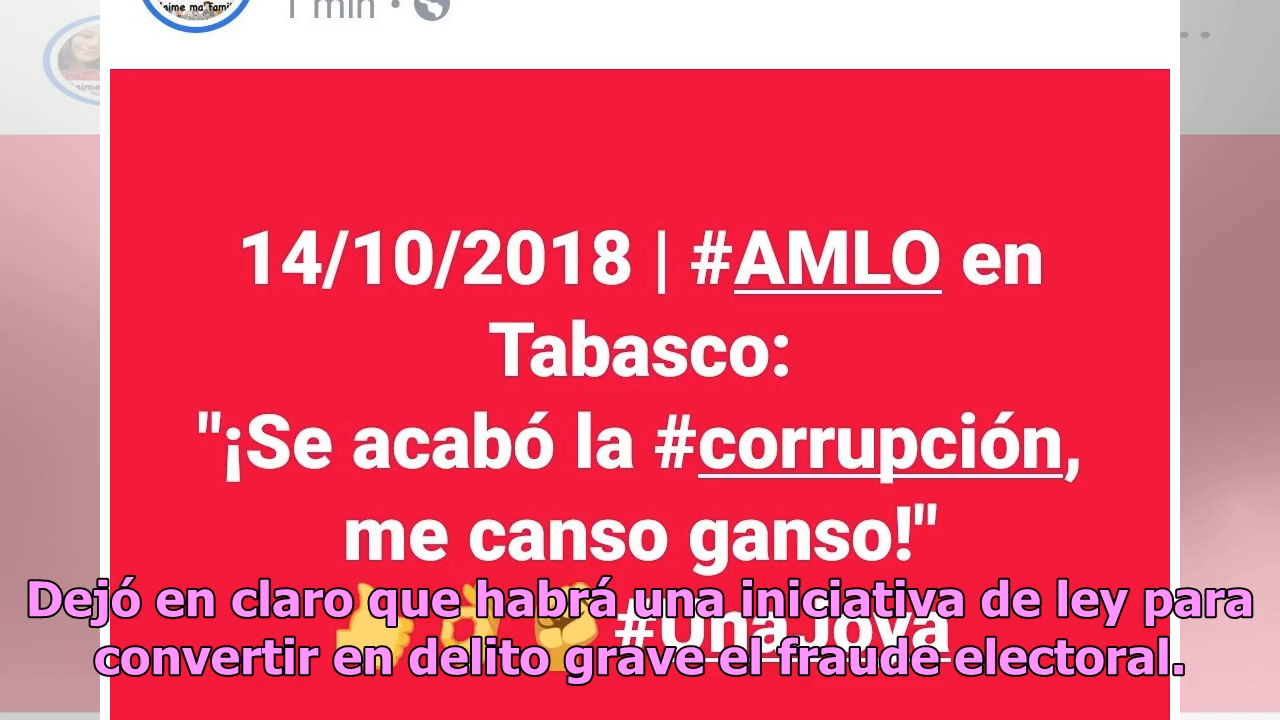 1 min
14/10/2018 | #AMLO en
Tabasco:
"¡Se acabó la #corrupción,
me canso ganso!"
#UnaJoya
Dejó en claro que habrá una iniciativa de ley para
convertir en delito grave el fraude electoral.